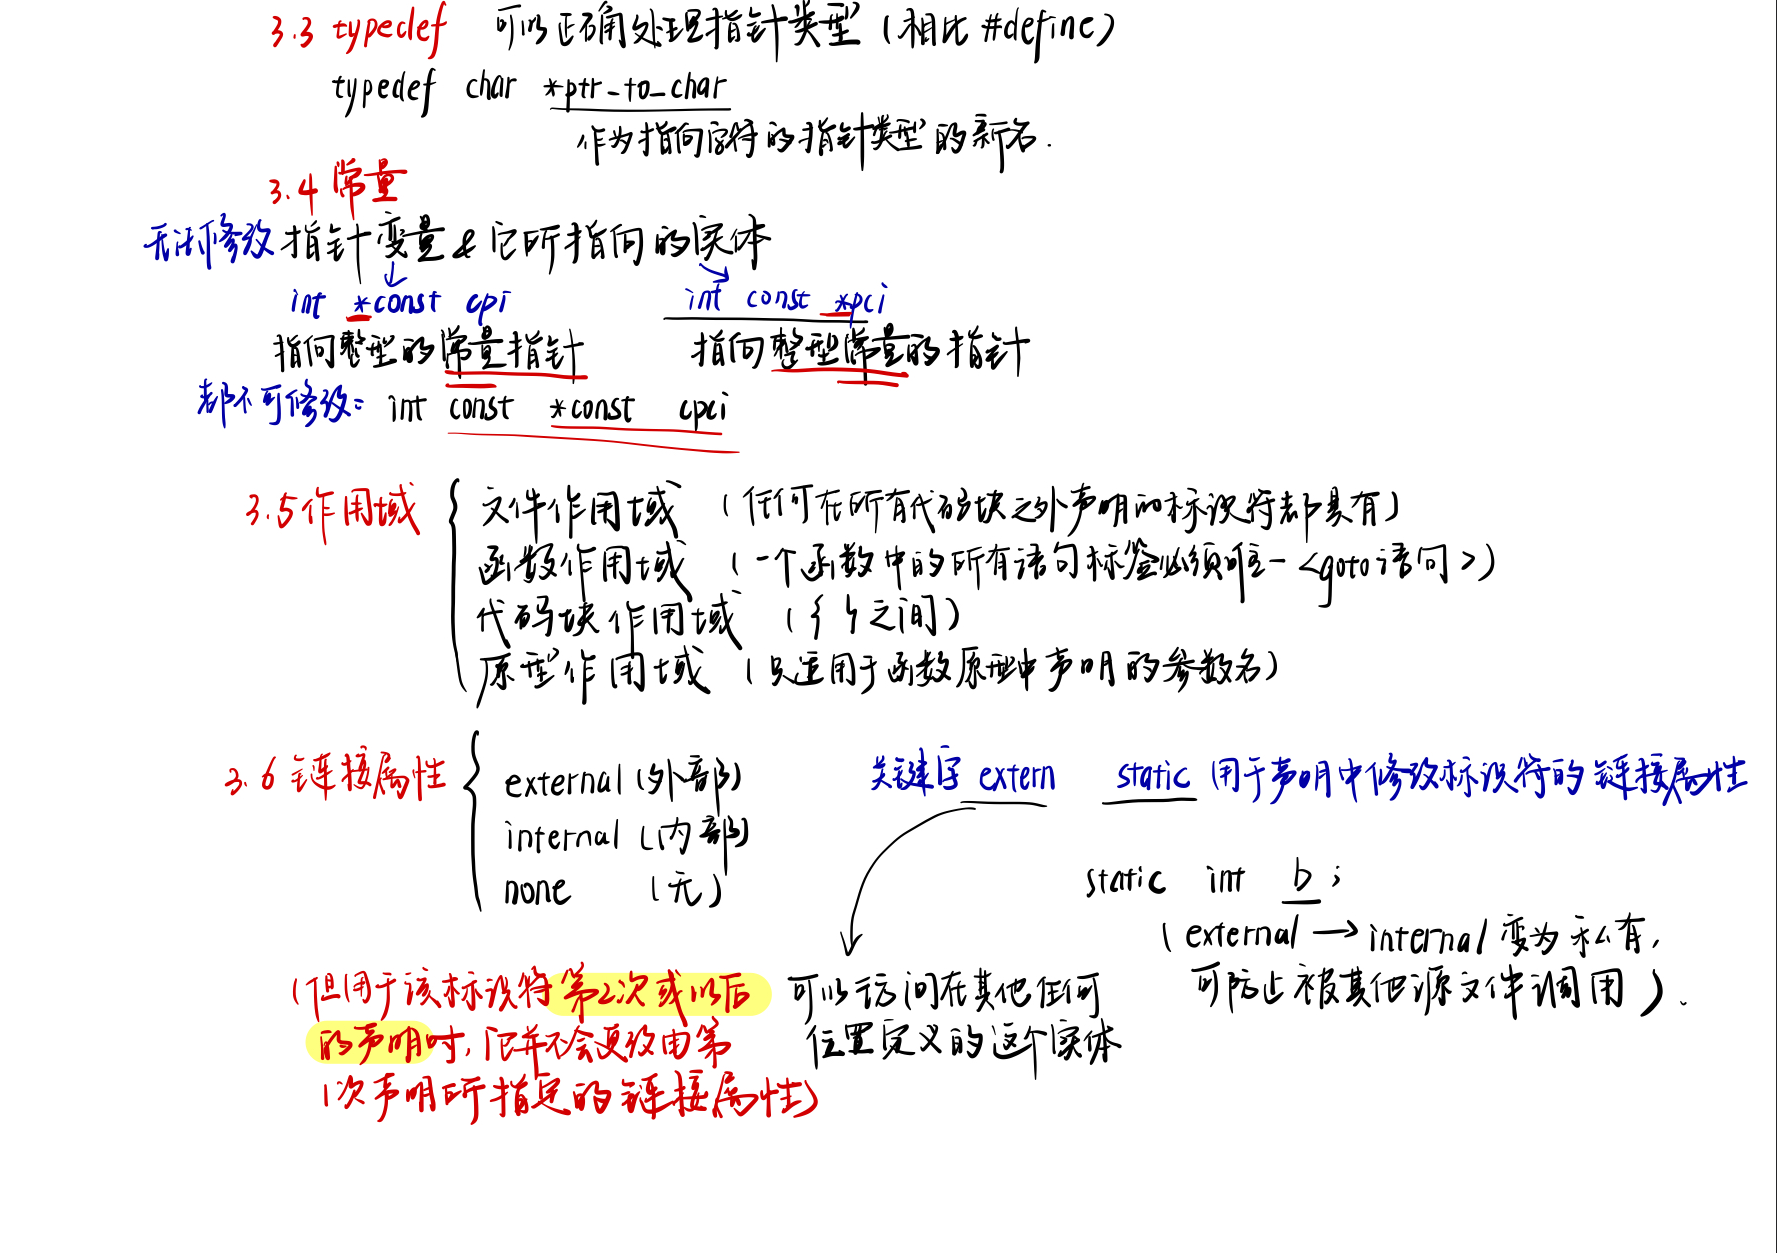 3.3 typedef 可以正确处理指针类型（相比 #define）
typedef char *ptr_to_char
作为指向字符的指针类型的新名.
3.4 常量
无法修改 指针变量 & 它所指向的实体
int *const cpi int const *pci
指向整型的常量指针 指向整型常量的指针
都不可修改: int const *const cpci
3.5 作用域 { 文件作用域 （任何在所有代码块之外声明的标识符都具有）
函数作用域 （一个函数中的所有语句标签必须唯一 <goto语句>）
代码块作用域 （{ }之间）
原型作用域 （只适用于函数原型中声明的参数名）
3.6 链接属性 { external (外部) 关键字 extern static 用于声明中修改标识符的链接属性
internal (内部)
none (无)
static int b ;
( external → internal 变为私有,
可防止被其他源文件调用 ).
可以访问在其他任何
位置定义的这个实体
(但用于该标识符第2次或以后
的声明时, 它并不会更改由第
1次声明所指定的链接属性)